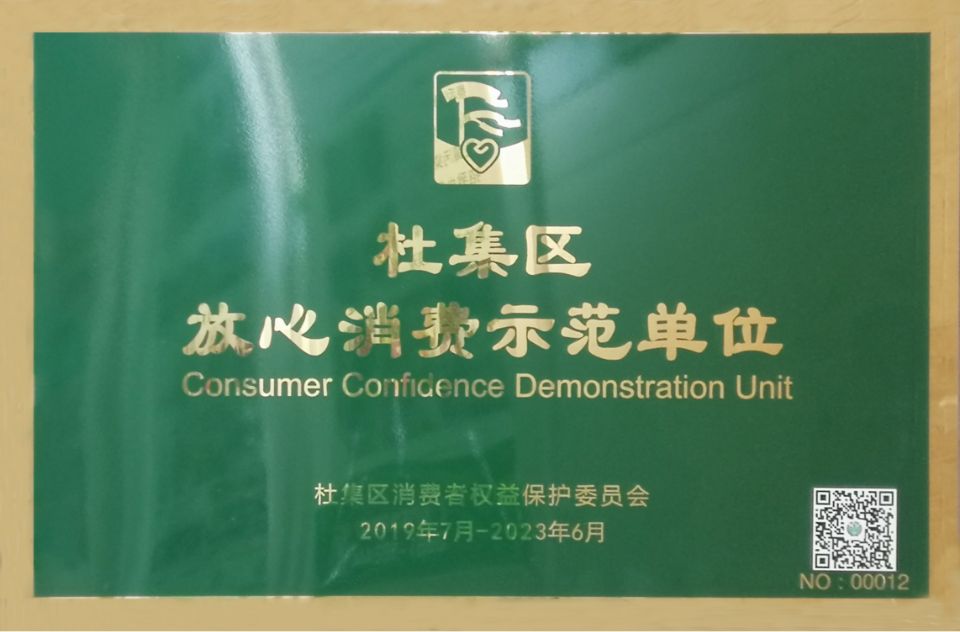 杜集区
放心消费示范单位
Consumer Confidence Demonstration Unit
杜集区消费者权益保护委员会
2019年7月-2023年6月
NO：00012